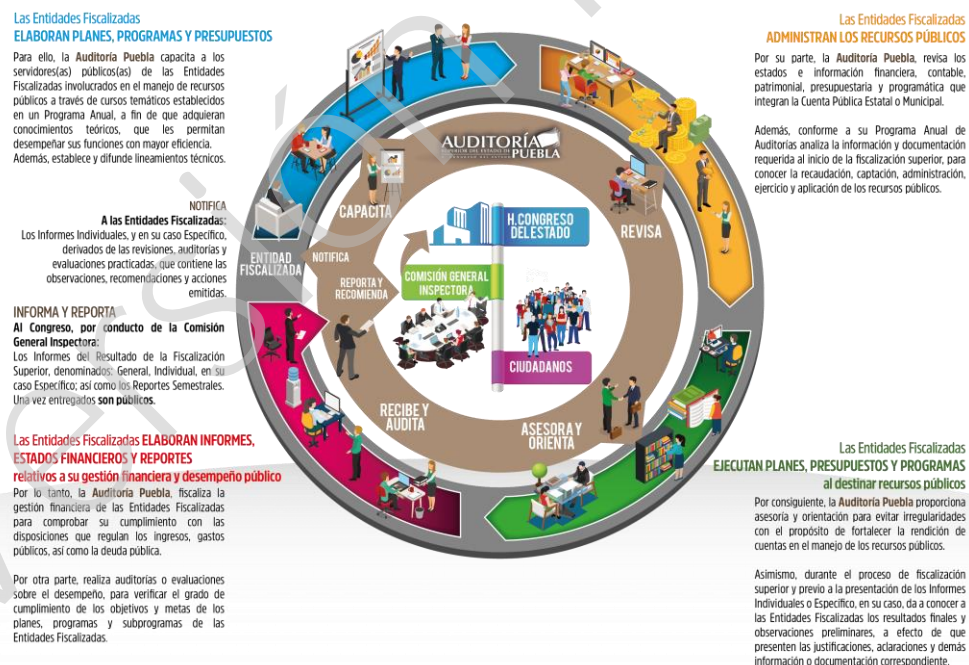 Las Entidades Fiscalizadas
ELABORAN PLANES, PROGRAMAS Y PRESUPUESTOS
Para ello, la Auditoría Puebla capacita a los
servidores(as) públicos(as) de las Entidades
Fiscalizadas involucrados en el manejo de recursos
públicos a través de cursos temáticos establecidos
en un Programa Anual, a fin de que adquieran
conocimientos teóricos, que les permitan
desempeñar sus funciones con mayor eficiencia.
Además, establece y difunde lineamientos técnicos.
NOTIFICA
A las Entidades Fiscalizadas:
Los Informes Individuales, y en su caso Específico,
derivados de las revisiones, auditorías y
evaluaciones practicadas, que contiene las
observaciones, recomendaciones y acciones
emitidas.
INFORMA Y REPORTA
Al Congreso, por conducto de la Comisión
General Inspectora:
Los Informes del Resultado de la Fiscalización
Superior, denominados: General, Individual, en su
caso Específico; así como los Reportes Semestrales.
Una vez entregados son públicos.
Las Entidades Fiscalizadas ELABORAN INFORMES,
ESTADOS FINANCIEROS Y REPORTES
relativos a su gestión financiera y desempeño público
Por lo tanto, la Auditoría Puebla, fiscaliza la
gestión financiera de las Entidades Fiscalizadas
para comprobar su cumplimiento con las
disposiciones que regulan los ingresos, gastos
públicos, así como la deuda pública.
Por otra parte, realiza auditorías o evaluaciones
sobre el desempeño, para verificar el grado de
cumplimiento de los objetivos y metas de los
planes, programas y subprogramas de las
Entidades Fiscalizadas.
AUDITORÍA
SUPERIOR DEL ESTADO DE
PUEBLA
CAPACITA
REVISA
ENTIDAD
FISCALIZADA
NOTIFICA
REPORTA Y
RECOMIENDA
H. CONGRESO
DEL ESTADO
COMISIÓN GENERAL
INSPECTORA
CIUDADANOS
RECIBE Y
AUDITA
ASESORA Y
ORIENTA
Las Entidades Fiscalizadas
ADMINISTRAN LOS RECURSOS PÚBLICOS
Por su parte, la Auditoría Puebla, revisa los
estados e información financiera, contable,
patrimonial, presupuestaria y programática que
integran la Cuenta Pública Estatal o Municipal.
Además, conforme a su Programa Anual de
Auditorías analiza la información y documentación
requerida al inicio de la fiscalización superior, para
conocer la recaudación, captación, administración,
ejercicio y aplicación de los recursos públicos.
Las Entidades Fiscalizadas
EJECUTAN PLANES, PRESUPUESTOS Y PROGRAMAS
al destinar recursos públicos
Por consiguiente, la Auditoría Puebla proporciona
asesoría y orientación para evitar irregularidades
con el propósito de fortalecer la rendición de
cuentas en el manejo de los recursos públicos.
Asimismo, durante el proceso de fiscalización
superior y previo a la presentación de los Informes
Individuales o Específico, en su caso, da a conocer a
las Entidades Fiscalizadas los resultados finales y
observaciones preliminares, a efecto de que
presenten las justificaciones, aclaraciones y demás
información o documentación correspondiente.